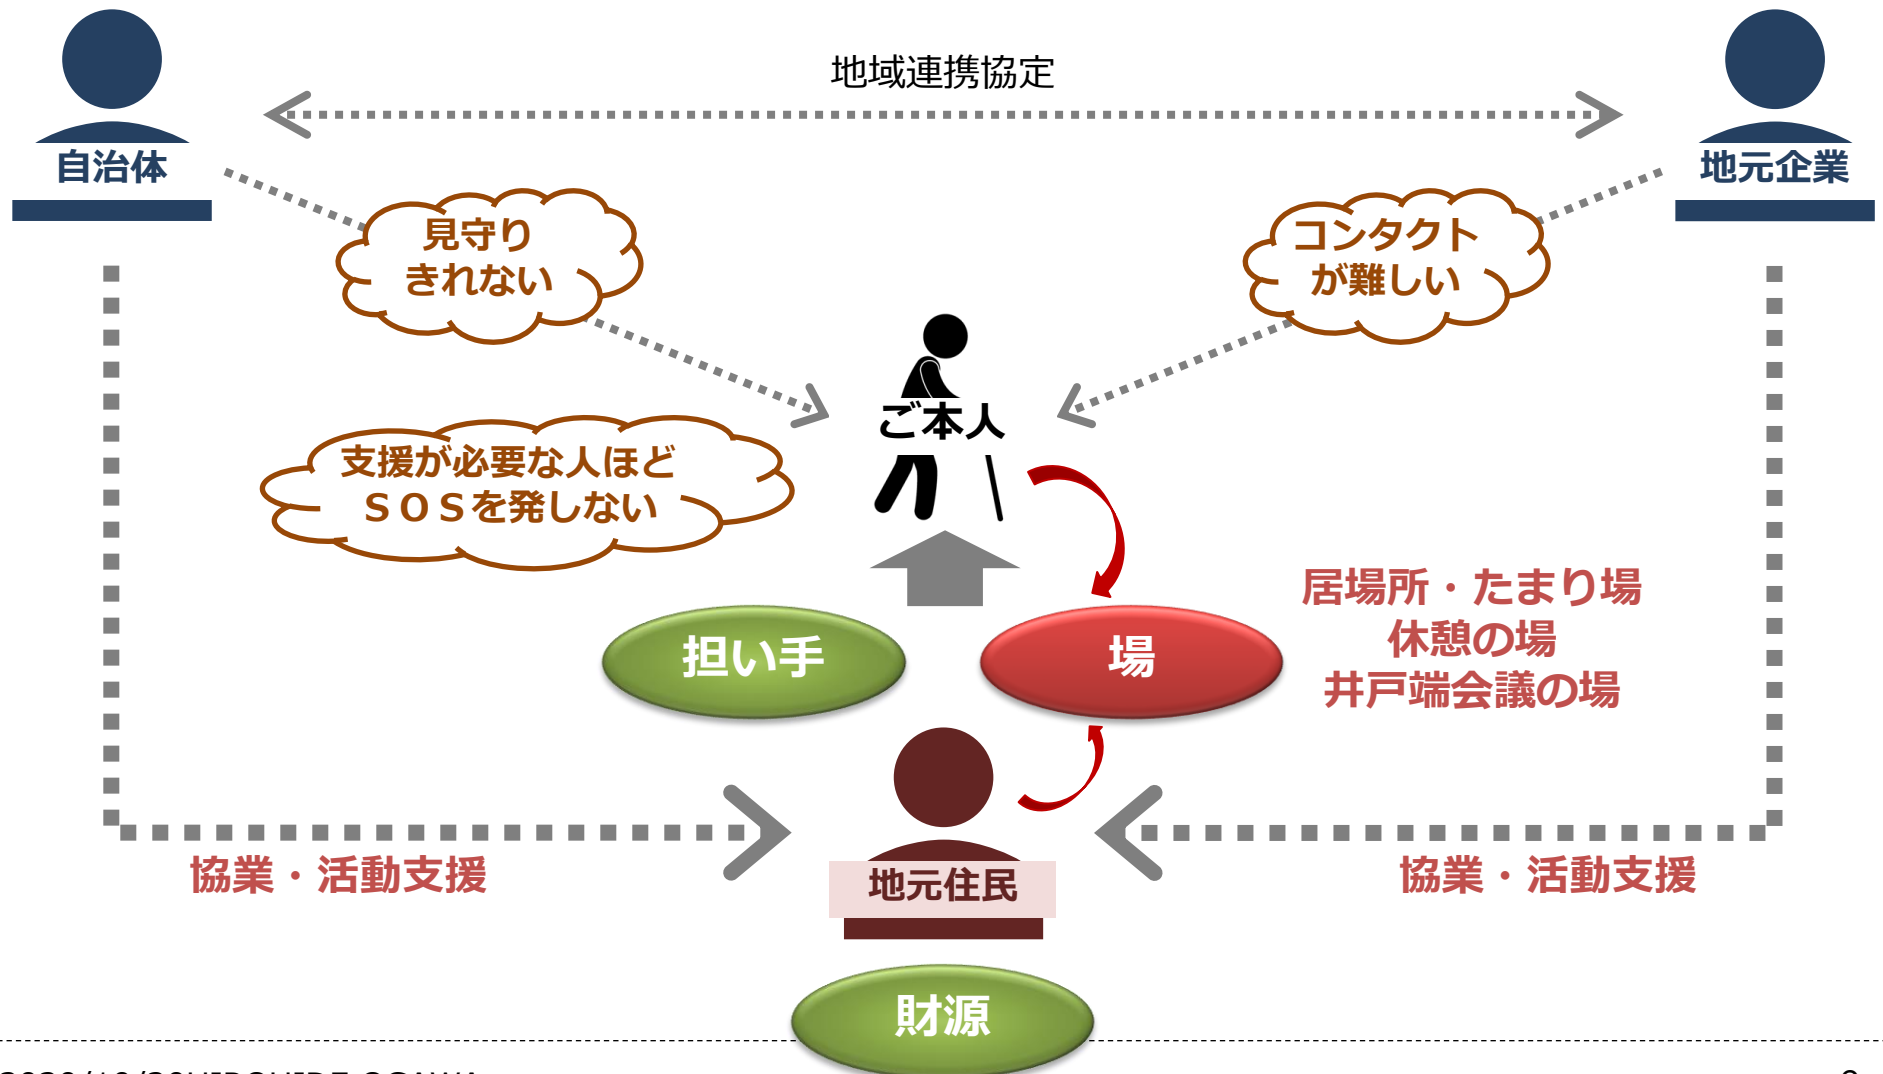 地域連携協定
自治体
地元企業
見守り
きれない
コンタクト
が難しい
ご本人
支援が必要な人ほど
ＳＯＳを発しない
居場所・たまり場
休憩の場
井戸端会議の場
担い手
場
協業・活動支援
地元住民
協業・活動支援
財源